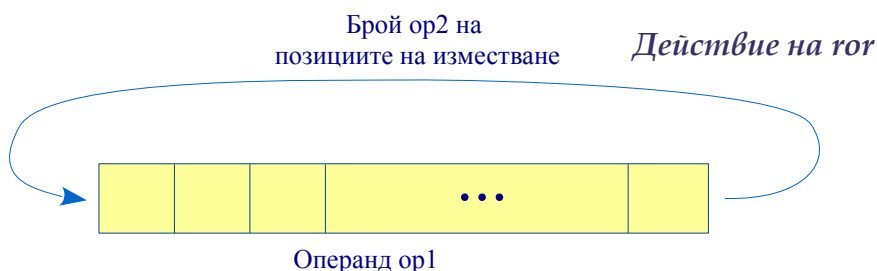 Брой op2 на
позициите на изместване
Действие на ror
•••
Операнд op1